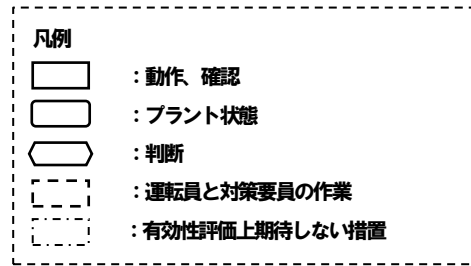 凡例
：動作、確認
：プラント状態
：判断
：運転員と対策要員の作業
：有効性評価上期待しない措置